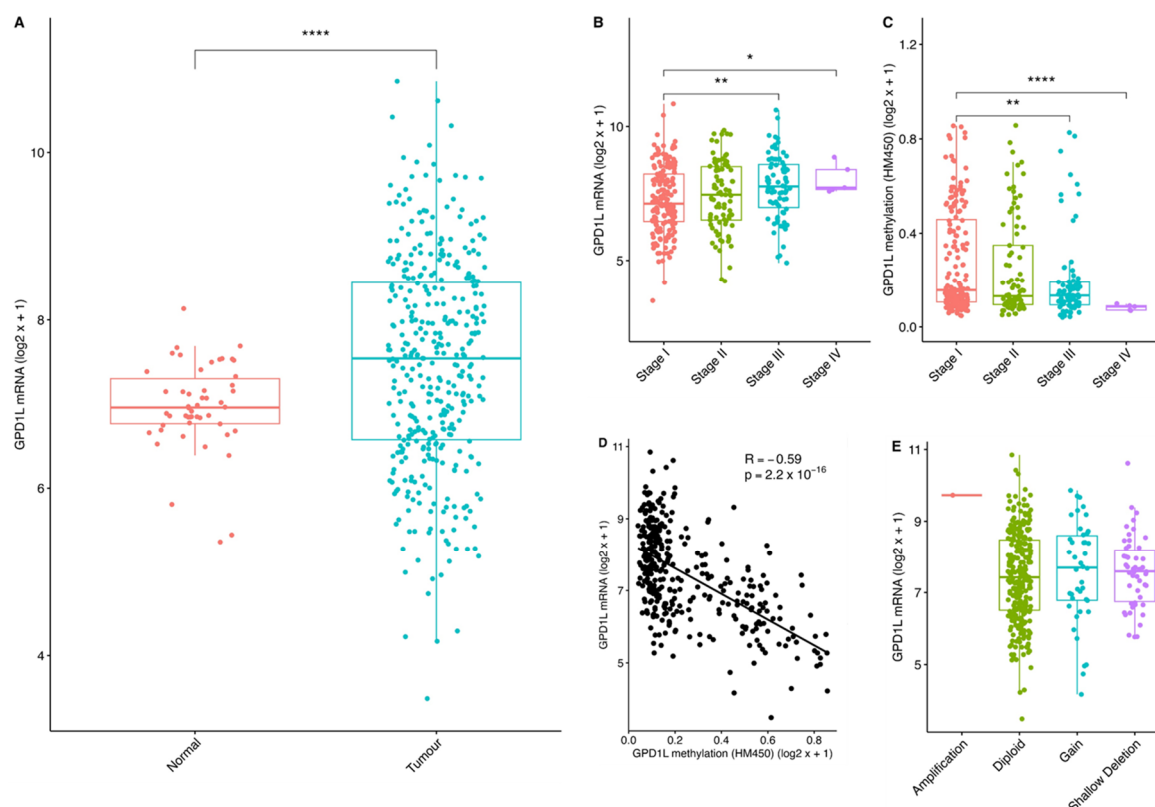 A
****
GPD1L mRNA (log2 x + 1)
10
8
6
4
Normal
Tumour
B
*
**
GPD1L mRNA (log2 x + 1)
10
5
Stage I
Stage II
Stage III
Stage IV
C
****
**
GPD1L methylation (HM450) (log2 x + 1)
1.2
0.8
0.4
0.0
Stage I
Stage II
Stage III
Stage IV
D
R = −0.59
p = 2.2 x 10⁻¹⁶
GPD1L mRNA (log2 x + 1)
11
9
7
5
0.0 0.2 0.4 0.6 0.8
GPD1L methylation (HM450) (log2 x + 1)
E
GPD1L mRNA (log2 x + 1)
11
9
7
5
Amplification
Diploid
Gain
Shallow Deletion